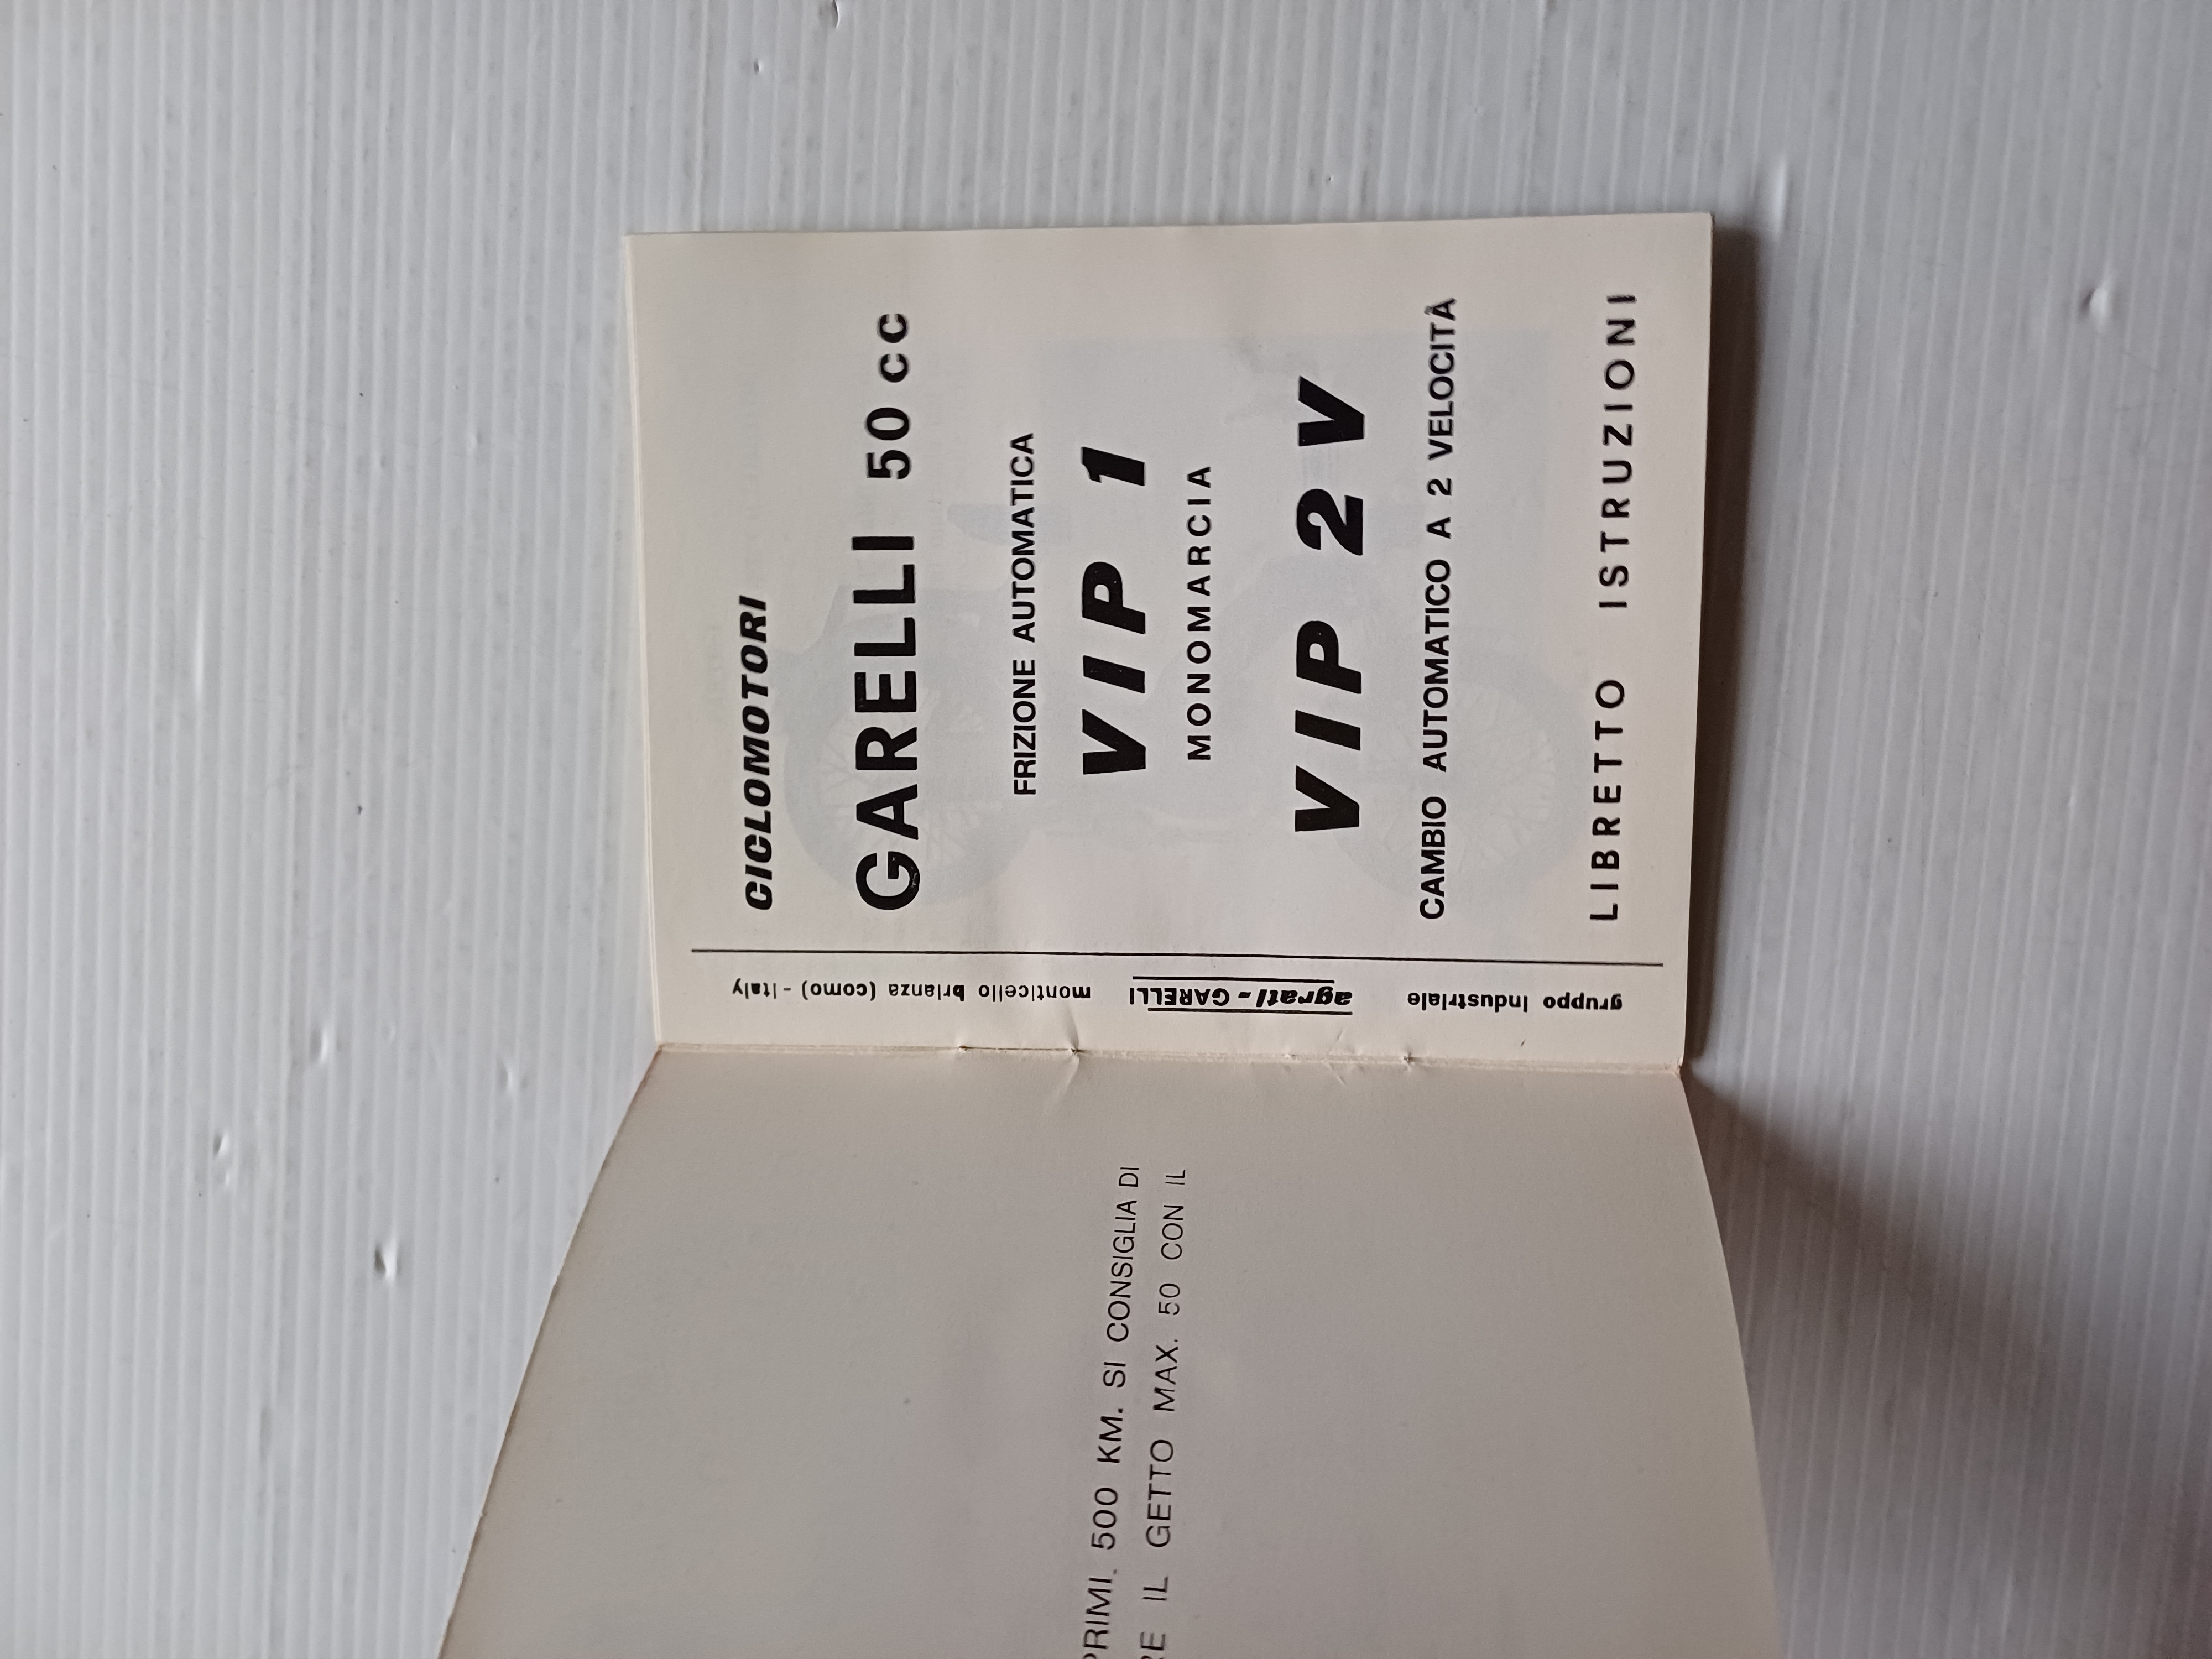 PRIMI 500 KM. SI CONSIGLIA DI
IL GETTO MAX. 50 CON IL
gruppo industriale
agrati - GARELLI
monticello brianza (como) - Italy
CICLOMOTORI
GARELLI 50 cc
FRIZIONE AUTOMATICA
VIP 1
MONOMARCIA
VIP 2V
CAMBIO AUTOMATICO A 2 VELOCITÀ
LIBRETTO ISTRUZIONI